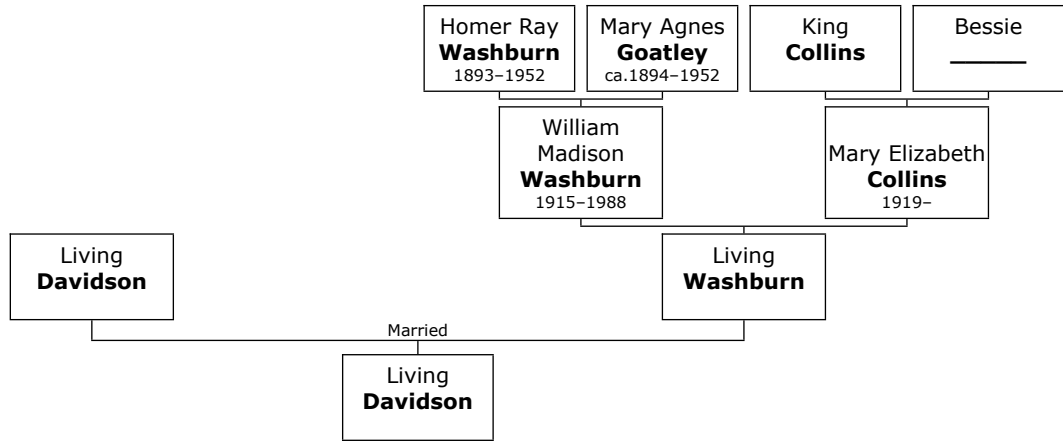 Homer Ray
Washburn
1893–1952
Mary Agnes
Goatley
ca.1894–1952
King
Collins
Bessie
______
William
Madison
Washburn
1915–1988
Mary Elizabeth
Collins
1919–
Living
Davidson
Living
Washburn
Married
Living
Davidson